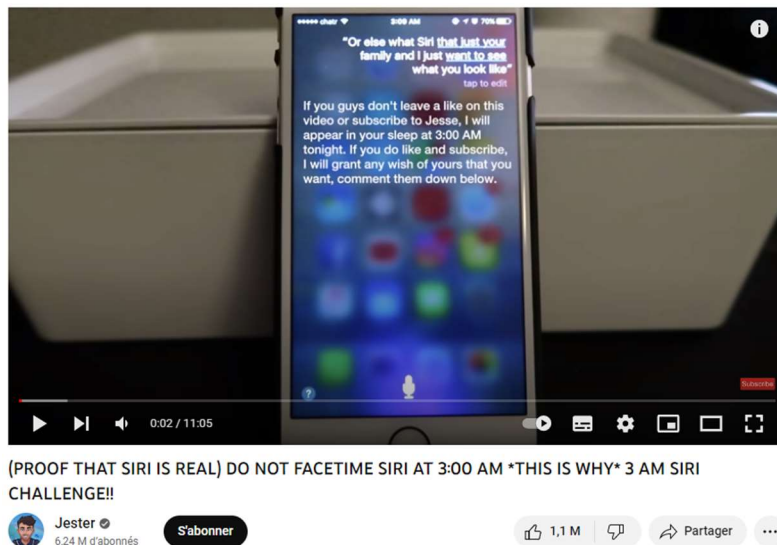 chatr 3:09 AM 70%
"Or else what Siri that just your
family and I just want to see
what you look like"
tap to edit
If you guys don't leave a like on this
video or subscribe to Jesse, I will
appear in your sleep at 3:00 AM
tonight. If you do like and subscribe,
I will grant any wish of yours that you
want, comment them down below.
?
Subscribe
0:02 / 11:05
(PROOF THAT SIRI IS REAL) DO NOT FACETIME SIRI AT 3:00 AM *THIS IS WHY* 3 AM SIRI
CHALLENGE!!
Jester
6,24 M d'abonnés
S'abonner
1,1 M
Partager